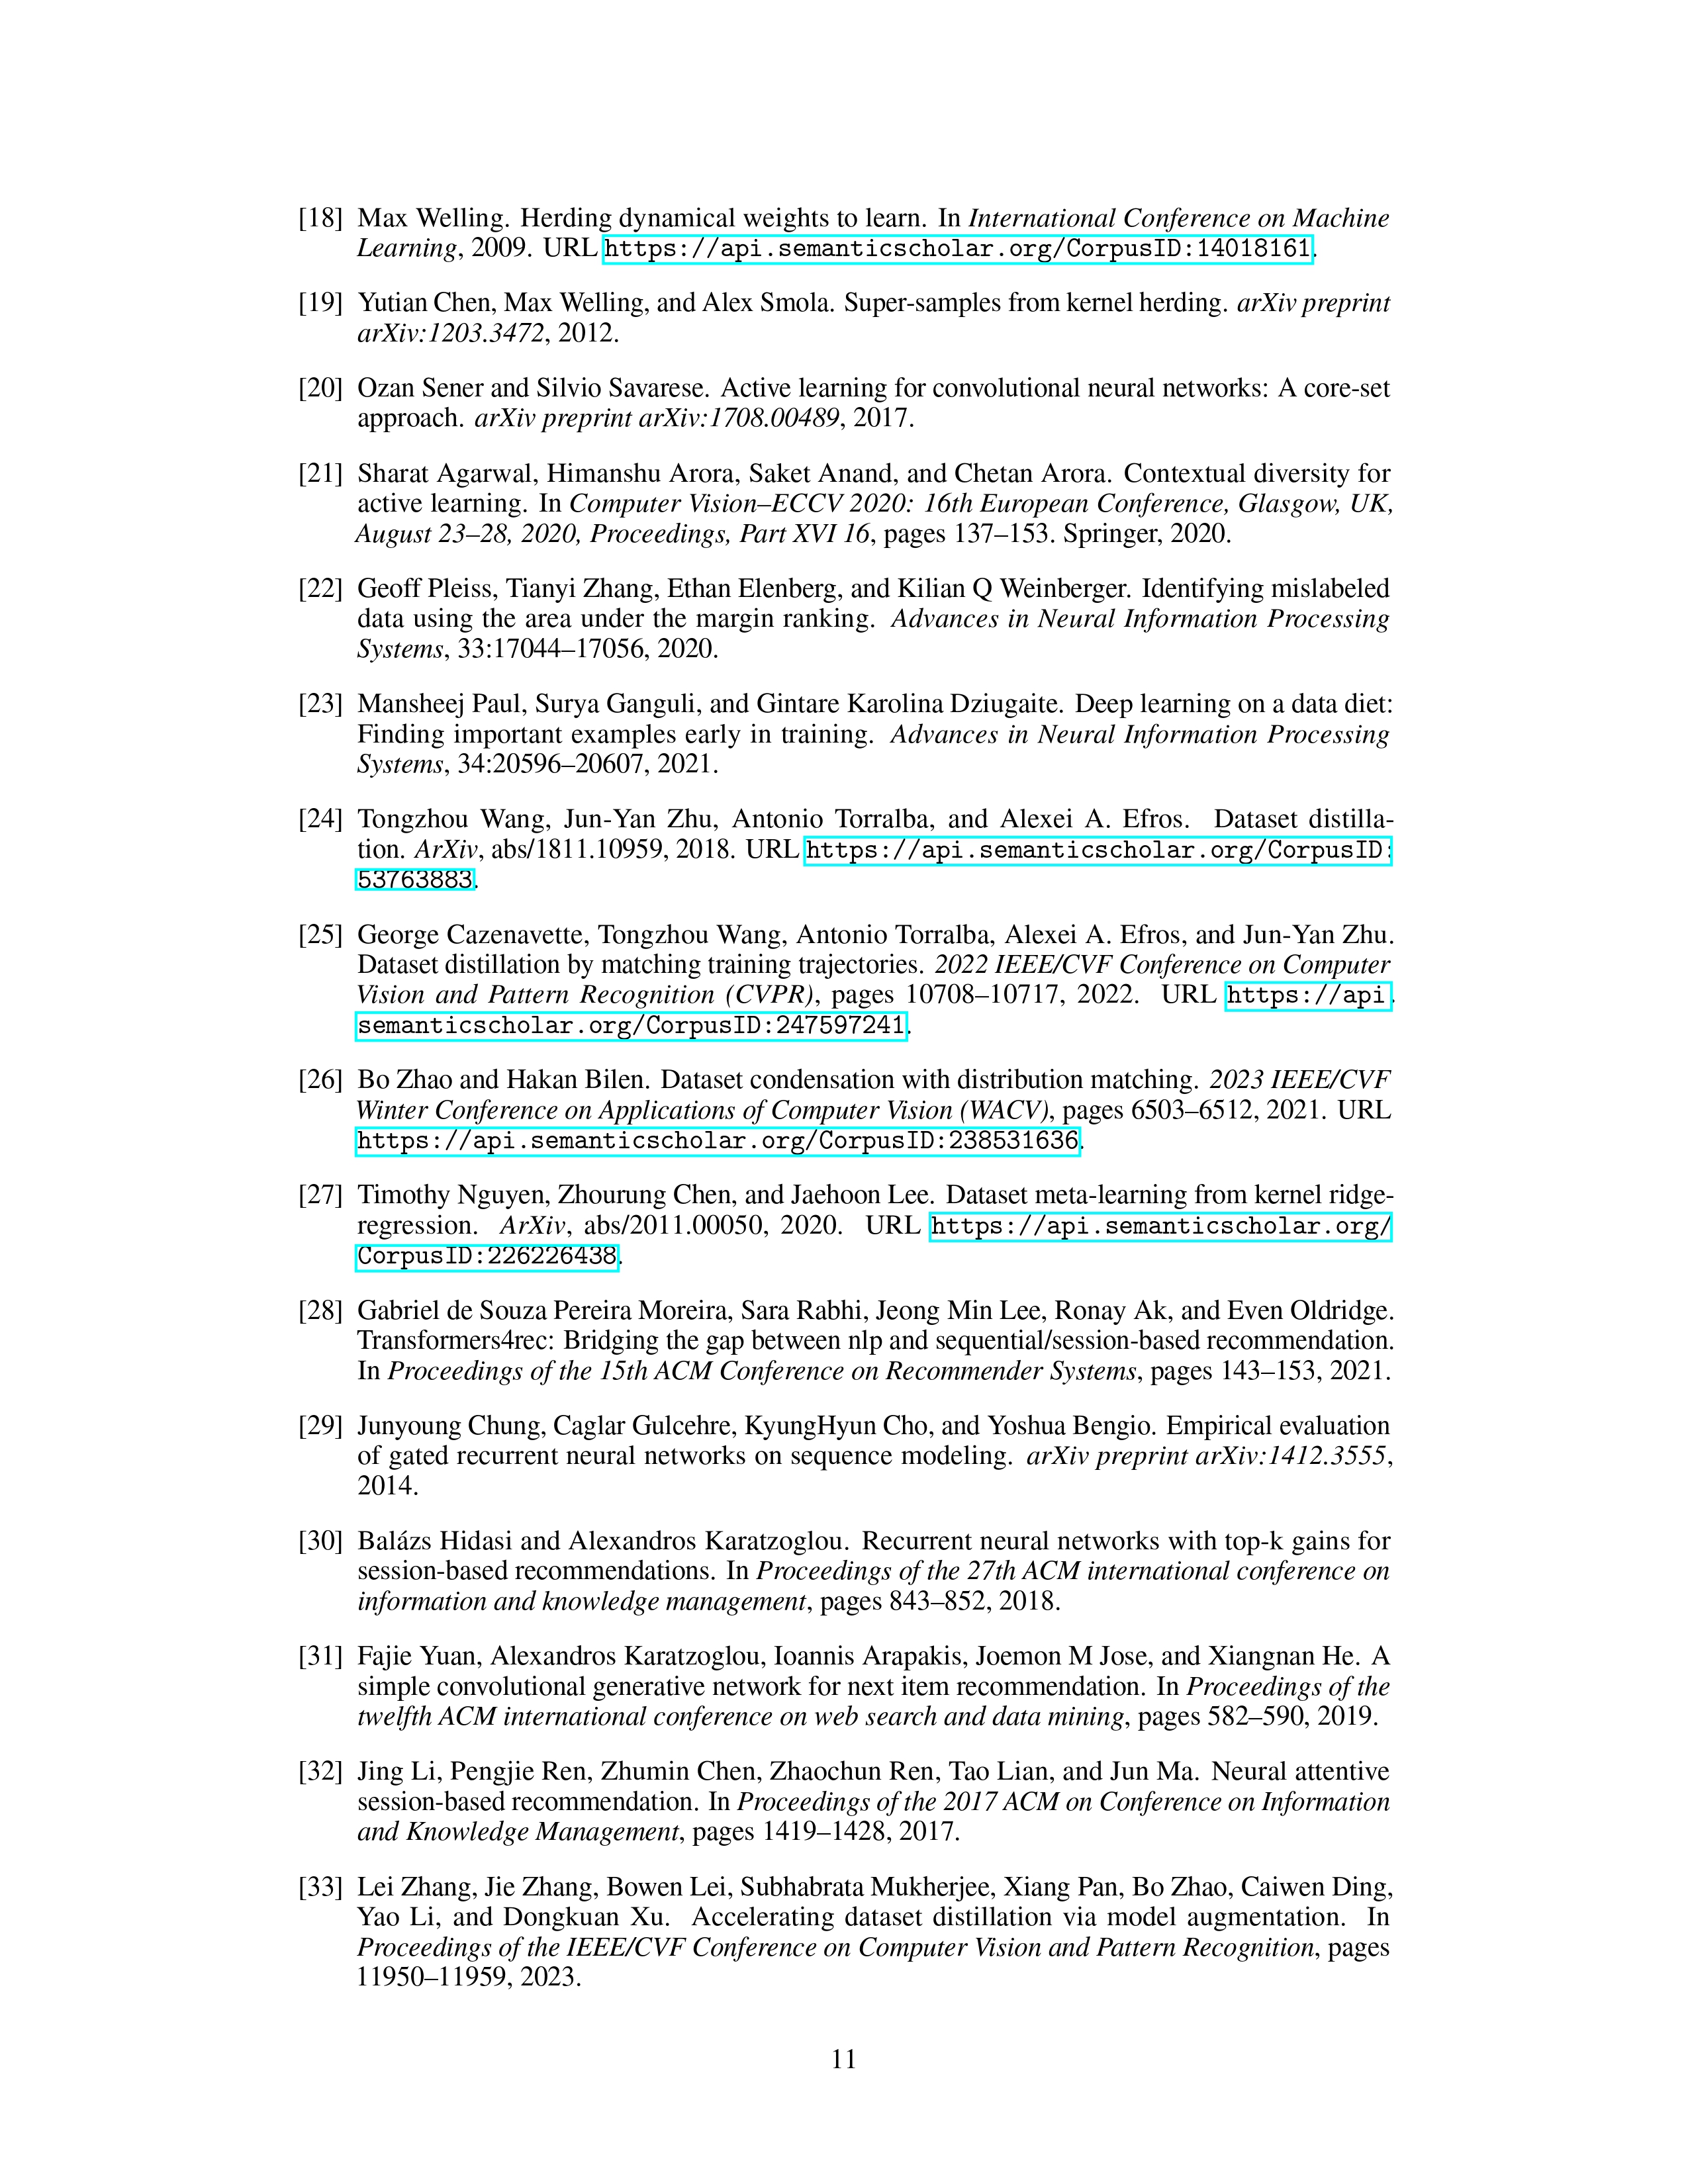 [18] Max Welling. Herding dynamical weights to learn. In International Conference on Machine
Learning, 2009. URL https://api.semanticscholar.org/CorpusID:14018161.
[19] Yutian Chen, Max Welling, and Alex Smola. Super-samples from kernel herding. arXiv preprint
arXiv:1203.3472, 2012.
[20] Ozan Sener and Silvio Savarese. Active learning for convolutional neural networks: A core-set
approach. arXiv preprint arXiv:1708.00489, 2017.
[21] Sharat Agarwal, Himanshu Arora, Saket Anand, and Chetan Arora. Contextual diversity for
active learning. In Computer Vision–ECCV 2020: 16th European Conference, Glasgow, UK,
August 23–28, 2020, Proceedings, Part XVI 16, pages 137–153. Springer, 2020.
[22] Geoff Pleiss, Tianyi Zhang, Ethan Elenberg, and Kilian Q Weinberger. Identifying mislabeled
data using the area under the margin ranking. Advances in Neural Information Processing
Systems, 33:17044–17056, 2020.
[23] Mansheej Paul, Surya Ganguli, and Gintare Karolina Dziugaite. Deep learning on a data diet:
Finding important examples early in training. Advances in Neural Information Processing
Systems, 34:20596–20607, 2021.
[24] Tongzhou Wang, Jun-Yan Zhu, Antonio Torralba, and Alexei A. Efros. Dataset distilla-
tion. ArXiv, abs/1811.10959, 2018. URL https://api.semanticscholar.org/CorpusID:
53763883.
[25] George Cazenavette, Tongzhou Wang, Antonio Torralba, Alexei A. Efros, and Jun-Yan Zhu.
Dataset distillation by matching training trajectories. 2022 IEEE/CVF Conference on Computer
Vision and Pattern Recognition (CVPR), pages 10708–10717, 2022. URL https://api.
semanticscholar.org/CorpusID:247597241.
[26] Bo Zhao and Hakan Bilen. Dataset condensation with distribution matching. 2023 IEEE/CVF
Winter Conference on Applications of Computer Vision (WACV), pages 6503–6512, 2021. URL
https://api.semanticscholar.org/CorpusID:238531636.
[27] Timothy Nguyen, Zhourung Chen, and Jaehoon Lee. Dataset meta-learning from kernel ridge-
regression. ArXiv, abs/2011.00050, 2020. URL https://api.semanticscholar.org/
CorpusID:226226438.
[28] Gabriel de Souza Pereira Moreira, Sara Rabhi, Jeong Min Lee, Ronay Ak, and Even Oldridge.
Transformers4rec: Bridging the gap between nlp and sequential/session-based recommendation.
In Proceedings of the 15th ACM Conference on Recommender Systems, pages 143–153, 2021.
[29] Junyoung Chung, Caglar Gulcehre, KyungHyun Cho, and Yoshua Bengio. Empirical evaluation
of gated recurrent neural networks on sequence modeling. arXiv preprint arXiv:1412.3555,
2014.
[30] Balázs Hidasi and Alexandros Karatzoglou. Recurrent neural networks with top-k gains for
session-based recommendations. In Proceedings of the 27th ACM international conference on
information and knowledge management, pages 843–852, 2018.
[31] Fajie Yuan, Alexandros Karatzoglou, Ioannis Arapakis, Joemon M Jose, and Xiangnan He. A
simple convolutional generative network for next item recommendation. In Proceedings of the
twelfth ACM international conference on web search and data mining, pages 582–590, 2019.
[32] Jing Li, Pengjie Ren, Zhumin Chen, Zhaochun Ren, Tao Lian, and Jun Ma. Neural attentive
session-based recommendation. In Proceedings of the 2017 ACM on Conference on Information
and Knowledge Management, pages 1419–1428, 2017.
[33] Lei Zhang, Jie Zhang, Bowen Lei, Subhabrata Mukherjee, Xiang Pan, Bo Zhao, Caiwen Ding,
Yao Li, and Dongkuan Xu. Accelerating dataset distillation via model augmentation. In
Proceedings of the IEEE/CVF Conference on Computer Vision and Pattern Recognition, pages
11950–11959, 2023.
11